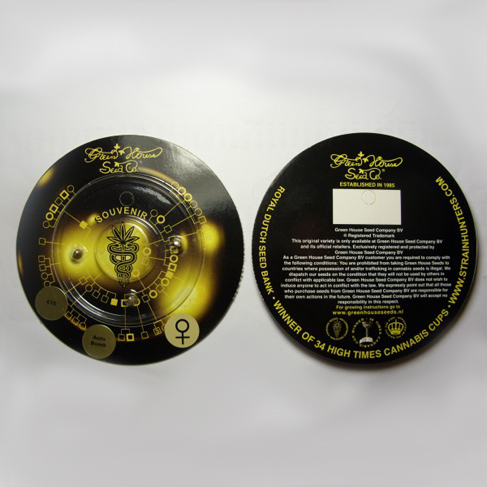 Green House
Seed Co.
SOUVENIR
€15
Auto
Bomb
Green House
Seed Co.
ESTABLISHED IN 1985
Green House Seed Company BV
® Registered Trademark
This original variety is only available at Green House Seed Company BV
and its official retailers. Exclusively registered and protected by
Green House Seed Company BV
As a Green House Seed Company BV customer you are required to comply with
the following conditions: You are prohibited from taking Green House Seeds to
countries where possession of and/or trafficking in cannabis seeds is illegal. We
dispatch our seeds on the condition that they will not be used by others in
conflict with applicable law. Green House Seed Company BV does not wish to
induce anyone to act in conflict with the law. We expressly point out that all those
who purchase seeds from Green House Seed Company BV are responsible for
their own actions in the future. Green House Seed Company BV will accept no
responsibility in this respect.
For growing instructions go to
www.greenhouseseeds.nl
ROYAL DUTCH SEED BANK - WINNER OF 34 HIGH TIMES CANNABIS CUPS - WWW.STRAINHUNTERS.COM